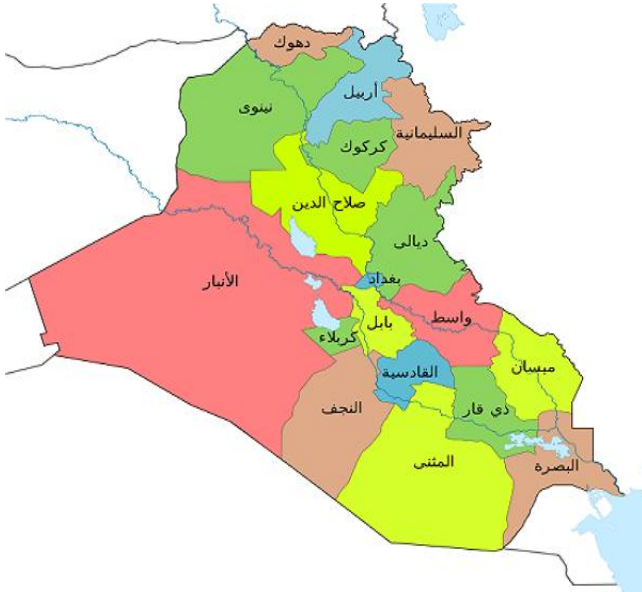 دهوك
أربيل
نينوى
السليمانية
كركوك
صلاح الدين
ديالى
بغداد
الأنبار
واسط
بابل
كربلاء
ميسان
القادسية
النجف
ذي قار
المثنى
البصرة